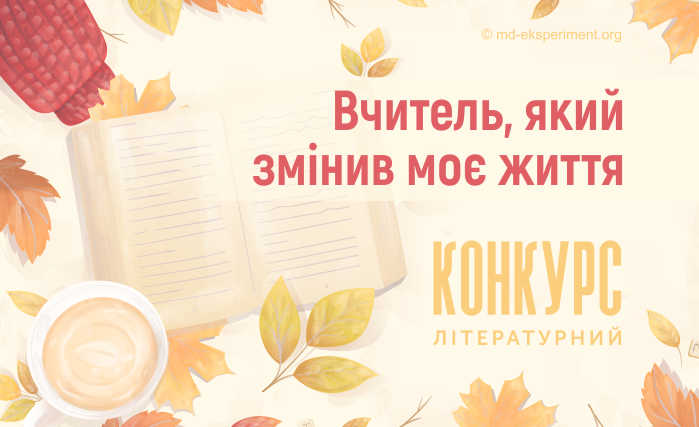 © md-eksperiment.org
Вчитель, який
змінив моє життя
КОНКУРС
ЛІТЕРАТУРНИЙ